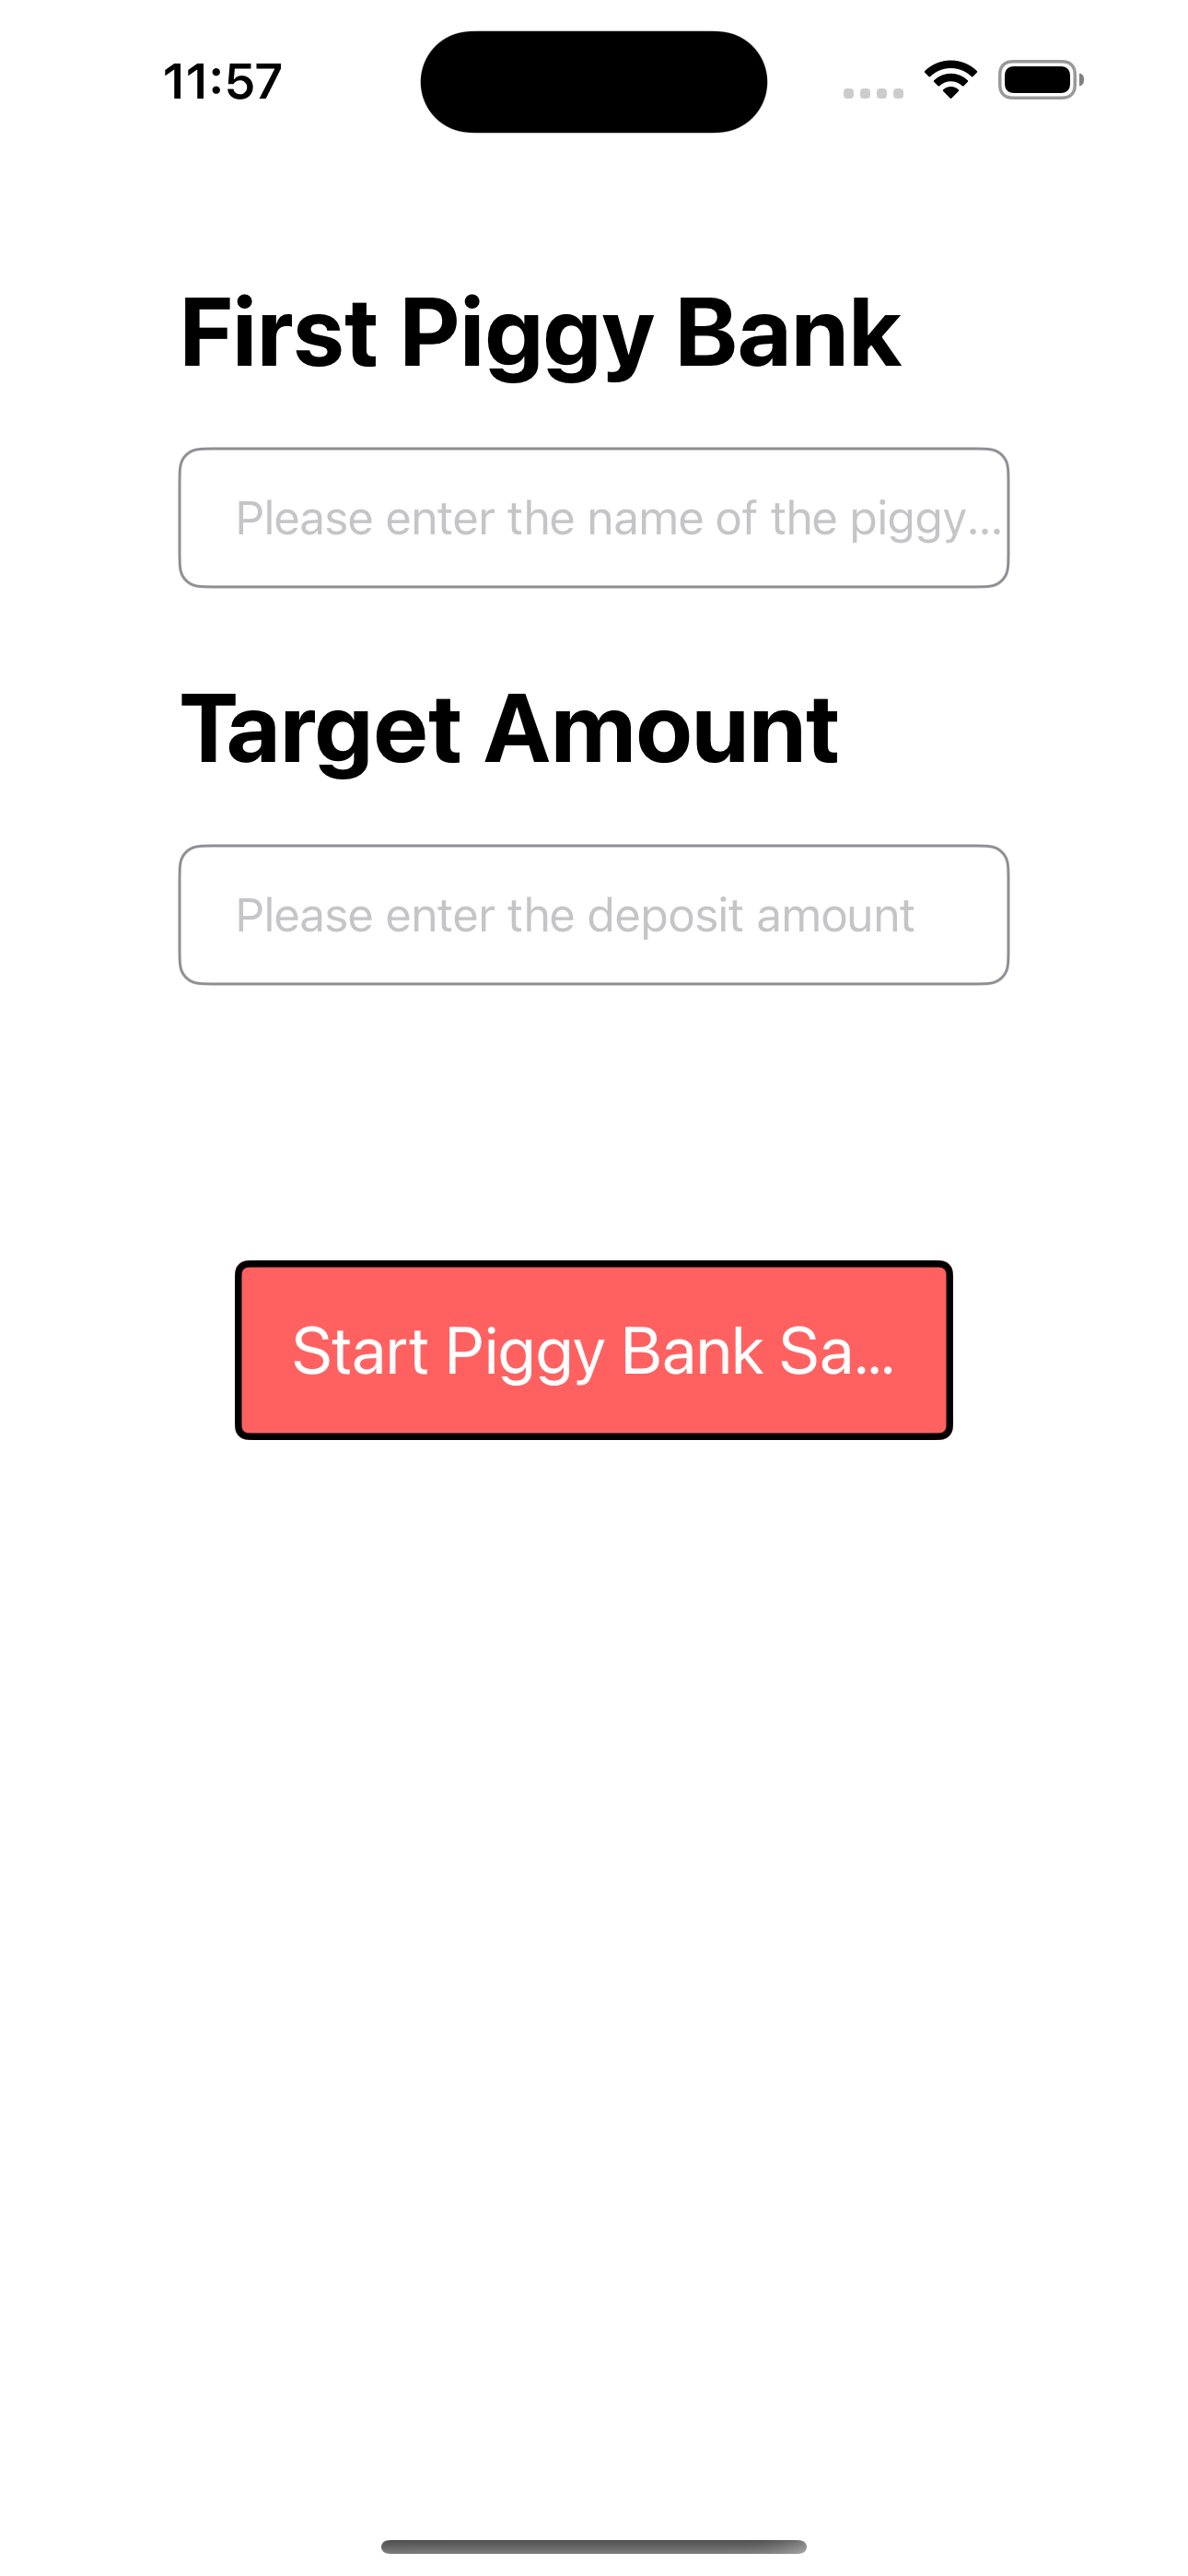 11:57
First Piggy Bank
Please enter the name of the piggy...
Target Amount
Please enter the deposit amount
Start Piggy Bank Sa...